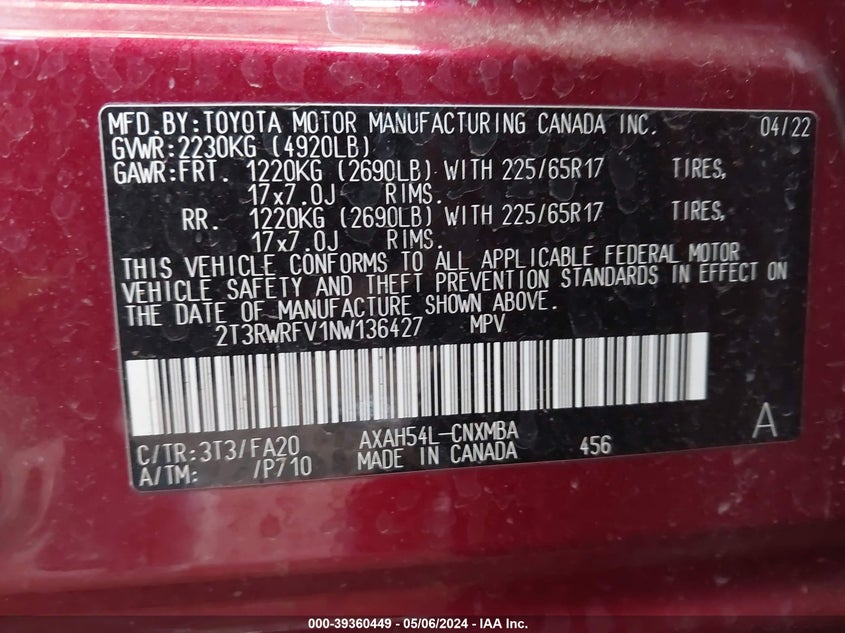 MFD.BY:TOYOTA MOTOR MANUFACTURING CANADA INC. 04/22
GVWR:2230KG (4920LB)
GAWR:FRT. 1220KG (2690LB) WITH 225/65R17 TIRES,
17x7.0J RIMS.
RR. 1220KG (2690LB) WITH 225/65R17 TIRES,
17x7.0J RIMS.
THIS VEHICLE CONFORMS TO ALL APPLICABLE FEDERAL MOTOR
VEHICLE SAFETY AND THEFT PREVENTION STANDARDS IN EFFECT ON
THE DATE OF MANUFACTURE SHOWN ABOVE.
2T3RWRFV1NW136427 MPV
C/TR:3T3/FA20 AXAH54L-CNXMBA 456 A
A/TM: /P710 MADE IN CANADA
000-39360449 — 05/06/2024 — IAA Inc.